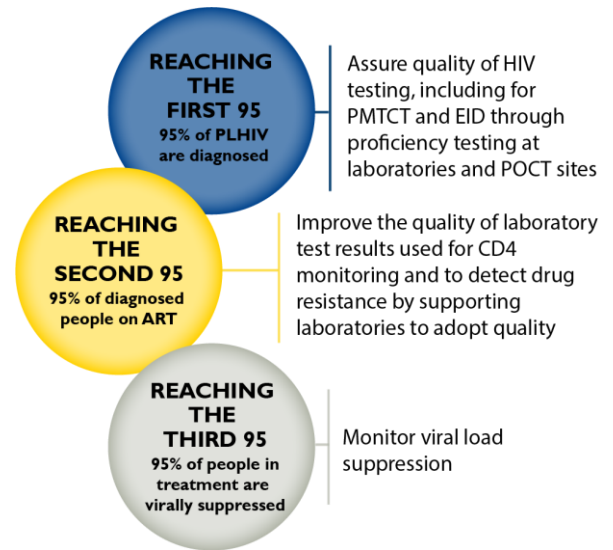 REACHING
THE
FIRST 95
95% of PLHIV
are diagnosed
Assure quality of HIV
testing, including for
PMTCT and EID through
proficiency testing at
laboratories and POCT sites
REACHING
THE
SECOND 95
95% of diagnosed
people on ART
Improve the quality of laboratory
test results used for CD4
monitoring and to detect drug
resistance by supporting
laboratories to adopt quality
REACHING
THE
THIRD 95
95% of people in
treatment are
virally suppressed
Monitor viral load
suppression